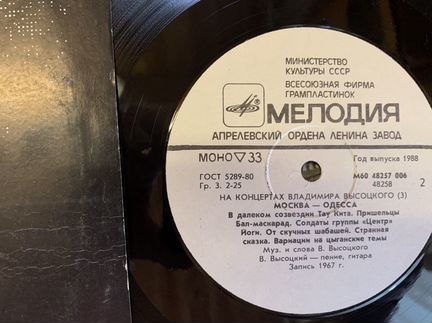 МИНИСТЕРСТВО
КУЛЬТУРЫ СССР
ВСЕСОЮЗНАЯ ФИРМА
ГРАМПЛАСТИНОК
МЕЛОДИЯ
АПРЕЛЕВСКИЙ ОРДЕНА ЛЕНИНА ЗАВОД
МОНО ▽ 33 Год выпуска 1988
ГОСТ 5289-80 М60 48257 006
Гр. 3. 2-25 48258 2
НА КОНЦЕРТАХ ВЛАДИМИРА ВЫСОЦКОГО (3)
МОСКВА — ОДЕССА
В далеком созвездии Тау Кита. Пришельцы
Бал-маскарад. Солдаты группы «Центр»
Йоги. От скучных шабашей. Странная
сказка. Вариации на цыганские темы
Муз. и слова В. Высоцкого
В. Высоцкий — пение, гитара
Запись 1967 г.